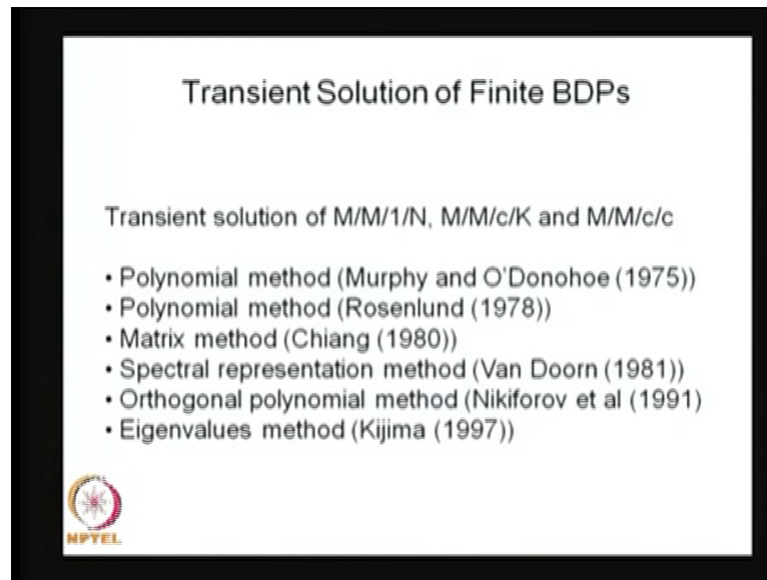 Transient Solution of Finite BDPs
Transient solution of M/M/1/N, M/M/c/K and M/M/c/c
• Polynomial method (Murphy and O'Donohoe (1975))
• Polynomial method (Rosenlund (1978))
• Matrix method (Chiang (1980))
• Spectral representation method (Van Doorn (1981))
• Orthogonal polynomial method (Nikiforov et al (1991)
• Eigenvalues method (Kijima (1997))
NPTEL